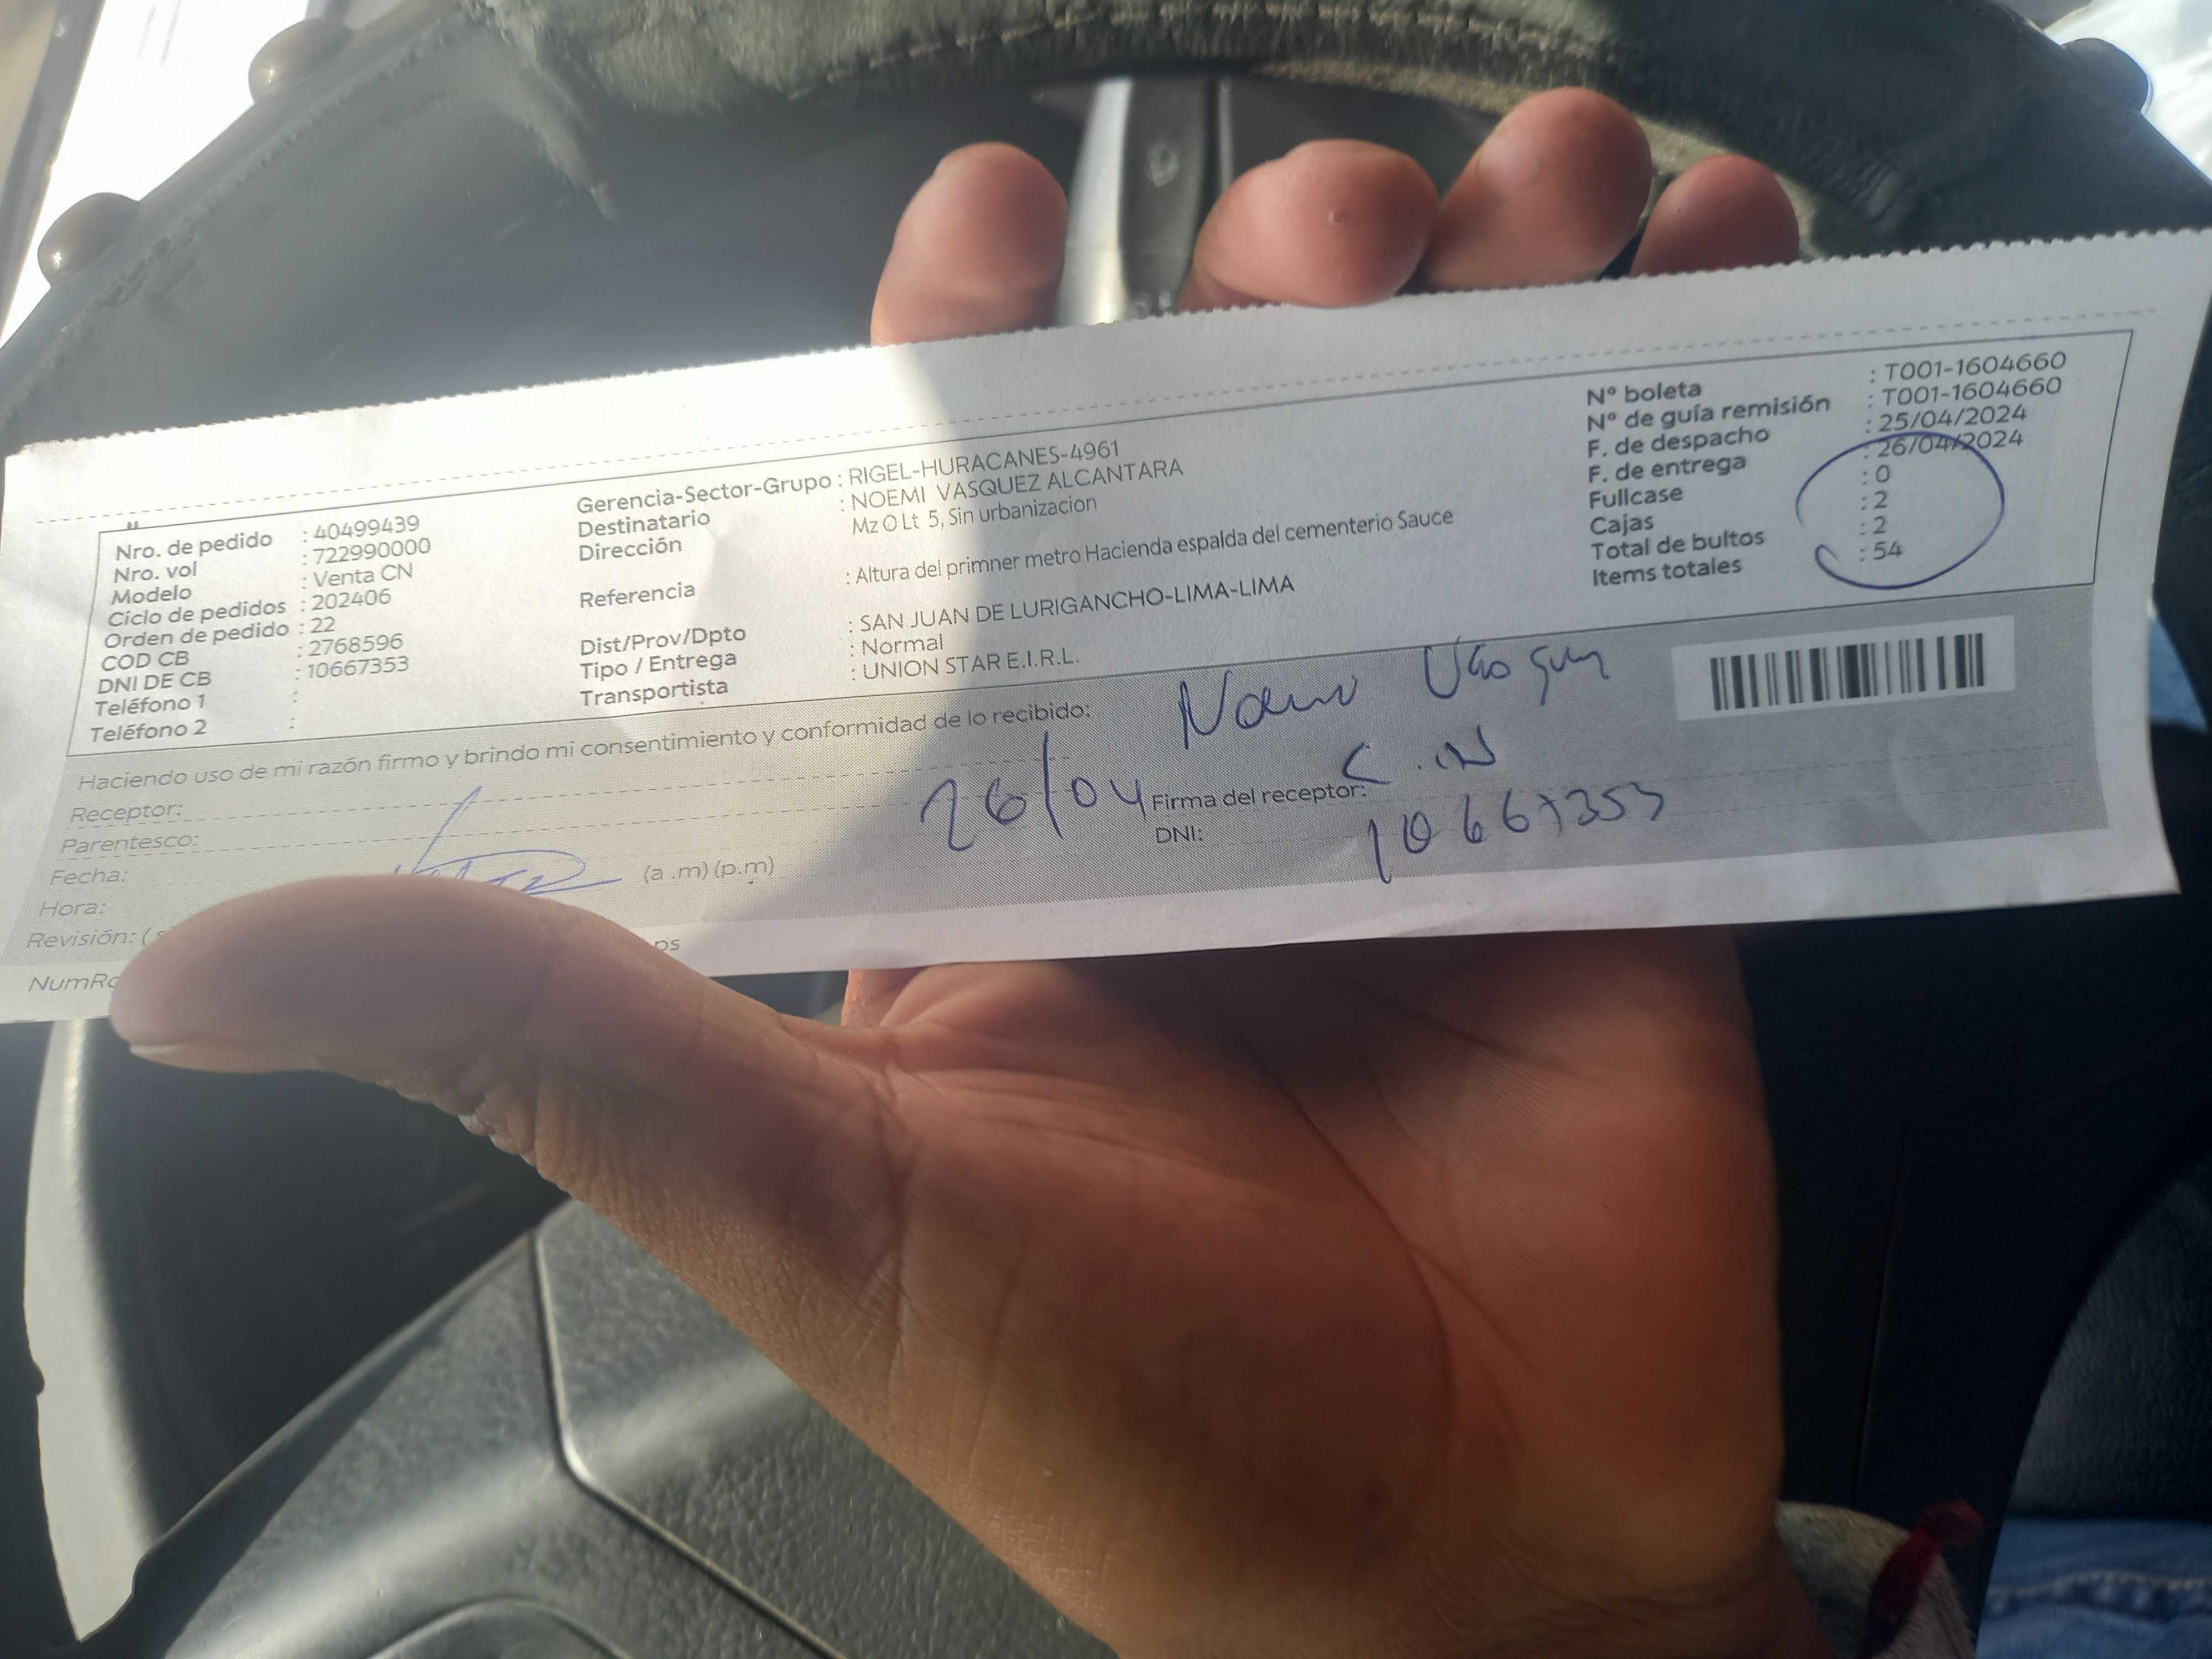 Nro. de pedido : 40499439
Nro. vol : 722990000
Modelo : Venta CN
Ciclo de pedidos : 202406
Orden de pedido : 22
COD CB : 2768596
DNI DE CB : 10667353
Teléfono 1 :
Teléfono 2 :
Gerencia-Sector-Grupo : RIGEL-HURACANES-4961
Destinatario : NOEMI VASQUEZ ALCANTARA
Dirección Mz O Lt 5, Sin urbanizacion
Referencia : Altura del primner metro Hacienda espalda del cementerio Sauce
Dist/Prov/Dpto : SAN JUAN DE LURIGANCHO-LIMA-LIMA
Tipo / Entrega : Normal
Transportista : UNION STAR E.I.R.L.
Nº boleta : T001-1604660
Nº de guía remisión : T001-1604660
F. de despacho : 25/04/2024
F. de entrega : 26/04/2024
Fullcase : 0
Cajas : 2
Total de bultos : 2
Items totales : 54
Haciendo uso de mi razón firmo y brindo mi consentimiento y conformidad de lo recibido:
Receptor:
Parentesco:
Fecha:
Hora: (a .m) (p.m)
Revisión: (
26/04
Firma del receptor:
DNI: 10667353